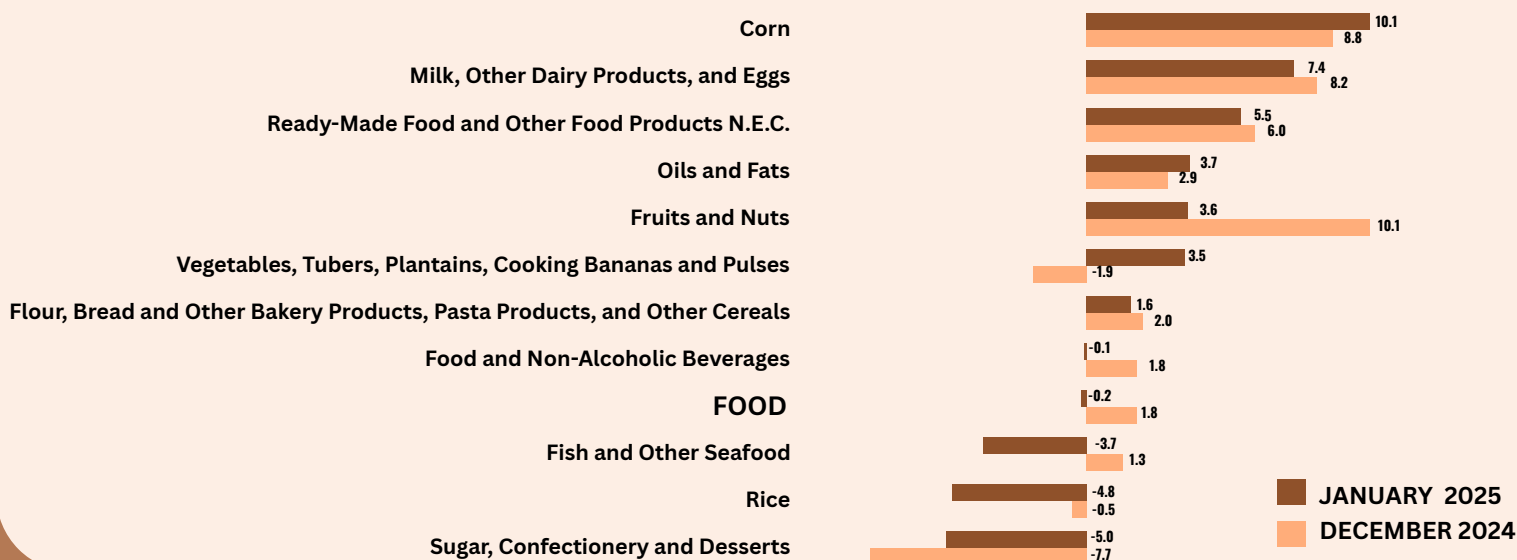 Corn
10.1
8.8
Milk, Other Dairy Products, and Eggs
7.4
8.2
Ready-Made Food and Other Food Products N.E.C.
5.5
6.0
Oils and Fats
3.7
2.9
Fruits and Nuts
3.6
10.1
Vegetables, Tubers, Plantains, Cooking Bananas and Pulses
3.5
-1.9
Flour, Bread and Other Bakery Products, Pasta Products, and Other Cereals
1.6
2.0
Food and Non-Alcoholic Beverages
-0.1
1.8
FOOD
-0.2
1.8
Fish and Other Seafood
-3.7
1.3
Rice
-4.8
-0.5
Sugar, Confectionery and Desserts
-5.0
-7.7
JANUARY 2025
DECEMBER 2024